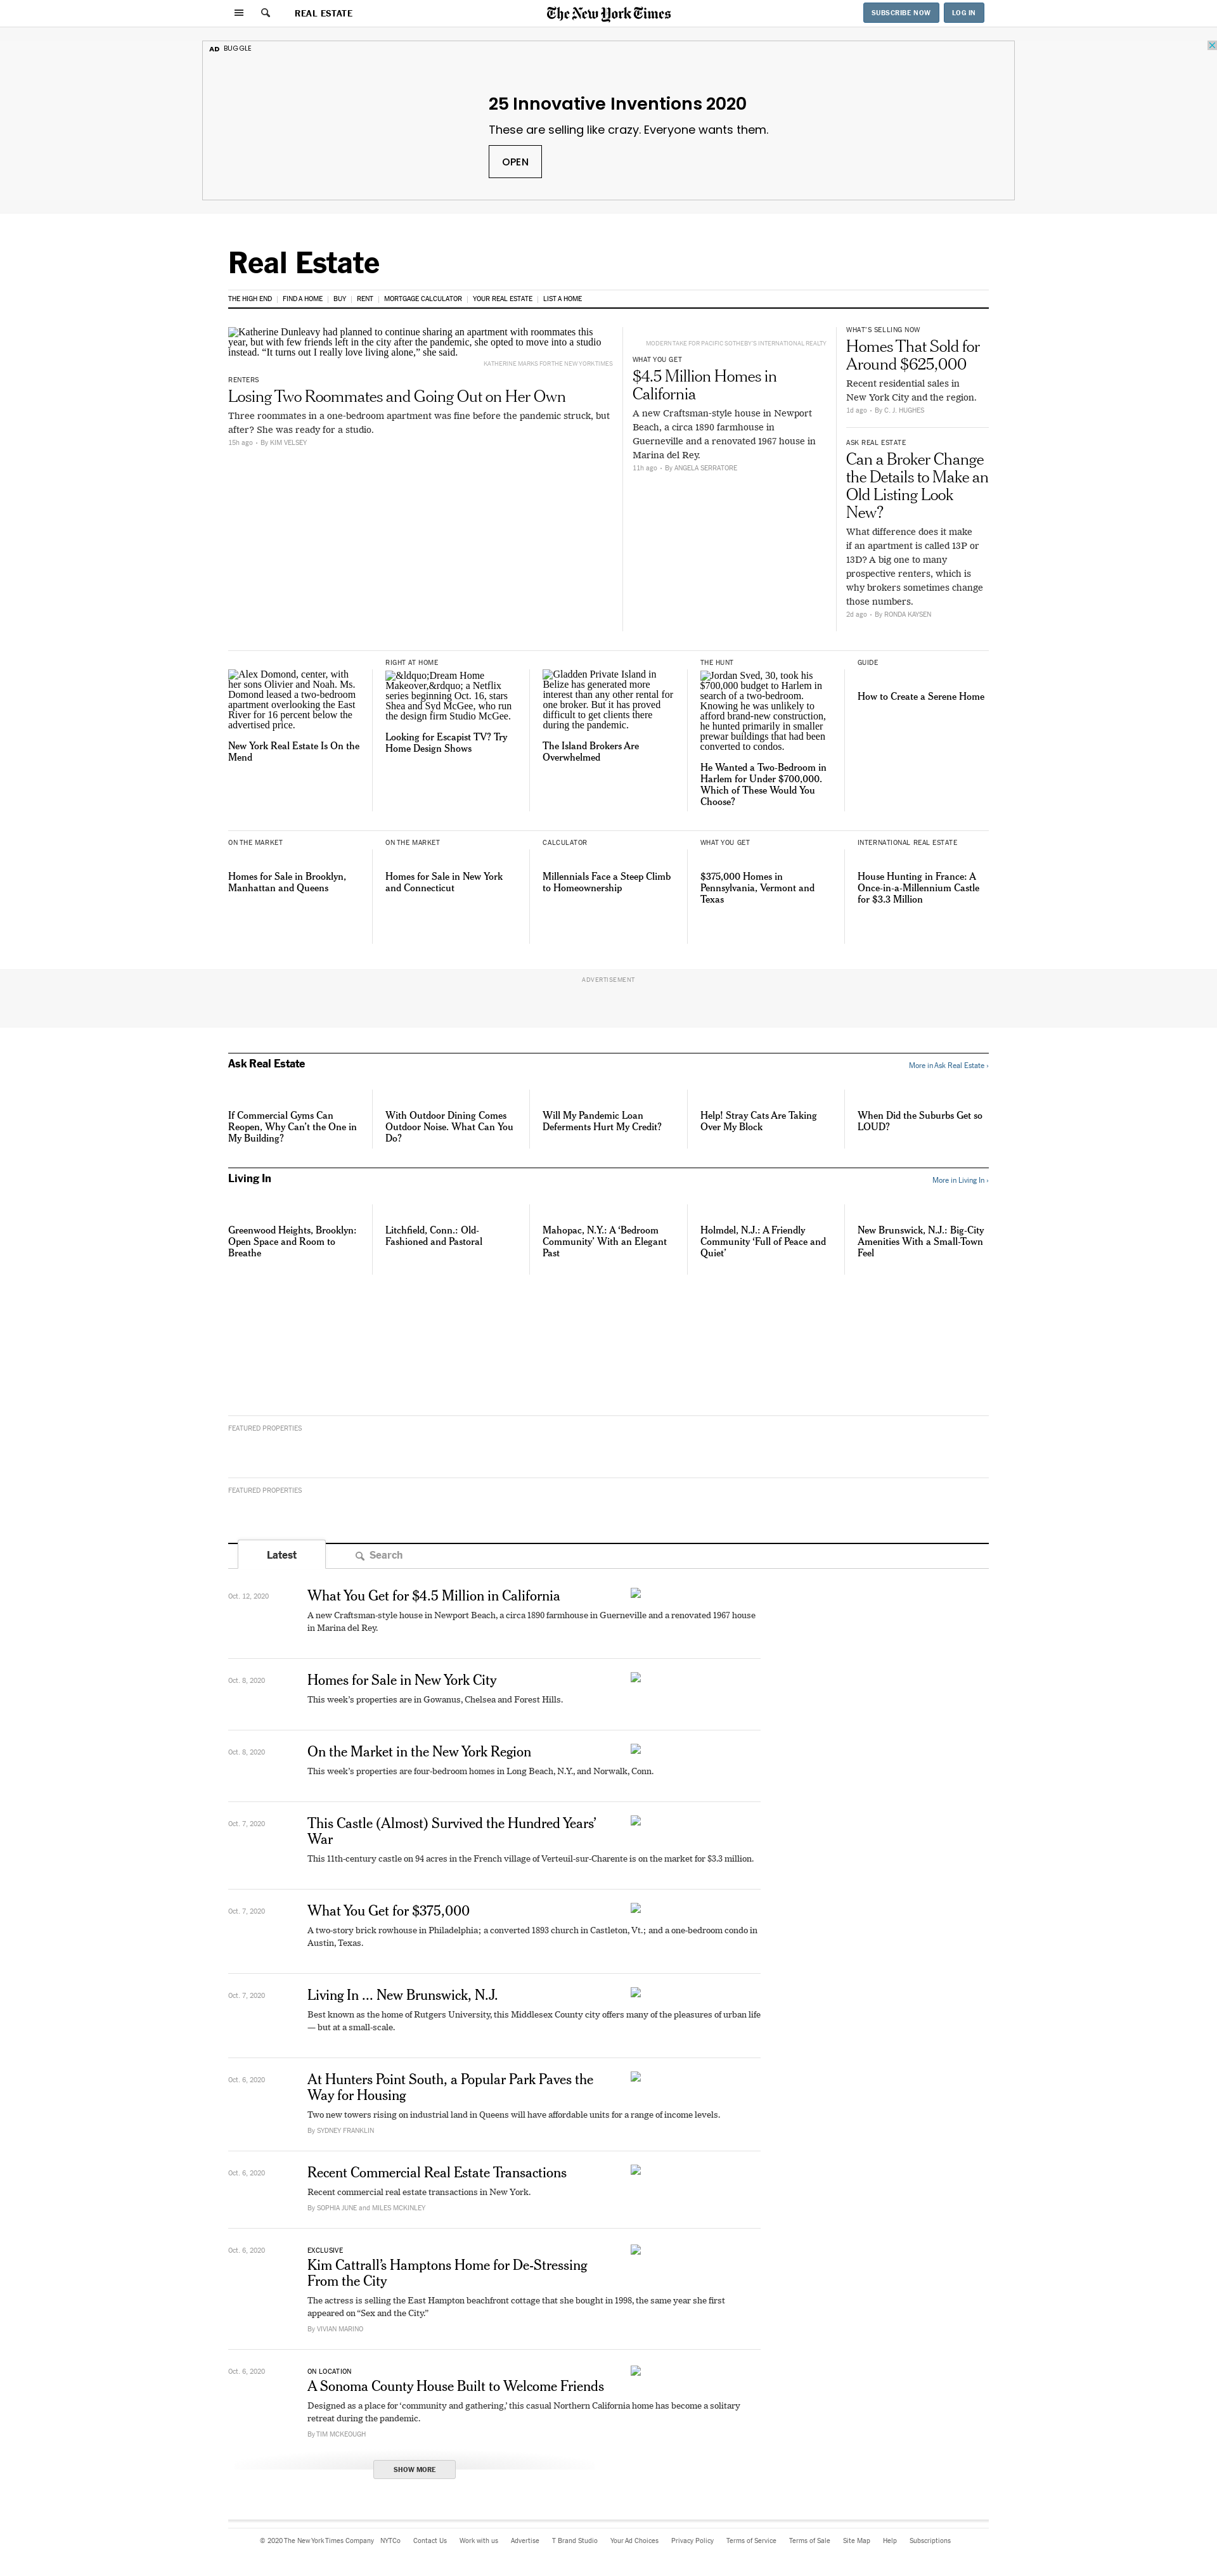 REAL ESTATE
The New York Times
SUBSCRIBE NOW
LOG IN
AD BUGGLE
25 Innovative Inventions 2020
These are selling like crazy. Everyone wants them.
OPEN
Real Estate
THE HIGH END | FIND A HOME | BUY | RENT | MORTGAGE CALCULATOR | YOUR REAL ESTATE | LIST A HOME
Katherine Dunleavy had planned to continue sharing an apartment with roommates this
year, but with few friends left in the city after the pandemic, she opted to move into a studio
instead. “It turns out I really love living alone,” she said.
KATHERINE MARKS FOR THE NEW YORK TIMES
RENTERS
Losing Two Roommates and Going Out on Her Own
Three roommates in a one-bedroom apartment was fine before the pandemic struck, but
after? She was ready for a studio.
15h ago • By KIM VELSEY
MODERN TAKE FOR PACIFIC SOTHEBY'S INTERNATIONAL REALTY
WHAT YOU GET
$4.5 Million Homes in
California
A new Craftsman-style house in Newport
Beach, a circa 1890 farmhouse in
Guerneville and a renovated 1967 house in
Marina del Rey.
11h ago • By ANGELA SERRATORE
WHAT'S SELLING NOW
Homes That Sold for
Around $625,000
Recent residential sales in
New York City and the region.
1d ago • By C. J. HUGHES
ASK REAL ESTATE
Can a Broker Change
the Details to Make an
Old Listing Look
New?
What difference does it make
if an apartment is called 13P or
13D? A big one to many
prospective renters, which is
why brokers sometimes change
those numbers.
2d ago • By RONDA KAYSEN
Alex Domond, center, with
her sons Olivier and Noah. Ms.
Domond leased a two-bedroom
apartment overlooking the East
River for 16 percent below the
advertised price.
New York Real Estate Is On the
Mend
RIGHT AT HOME
&ldquo;Dream Home
Makeover,&rdquo; a Netflix
series beginning Oct. 16, stars
Shea and Syd McGee, who run
the design firm Studio McGee.
Looking for Escapist TV? Try
Home Design Shows
Gladden Private Island in
Belize has generated more
interest than any other rental for
one broker. But it has proved
difficult to get clients there
during the pandemic.
The Island Brokers Are
Overwhelmed
THE HUNT
Jordan Sved, 30, took his
$700,000 budget to Harlem in
search of a two-bedroom.
Knowing he was unlikely to
afford brand-new construction,
he hunted primarily in smaller
prewar buildings that had been
converted to condos.
He Wanted a Two-Bedroom in
Harlem for Under $700,000.
Which of These Would You
Choose?
GUIDE
How to Create a Serene Home
ON THE MARKET
Homes for Sale in Brooklyn,
Manhattan and Queens
ON THE MARKET
Homes for Sale in New York
and Connecticut
CALCULATOR
Millennials Face a Steep Climb
to Homeownership
WHAT YOU GET
$375,000 Homes in
Pennsylvania, Vermont and
Texas
INTERNATIONAL REAL ESTATE
House Hunting in France: A
Once-in-a-Millennium Castle
for $3.3 Million
ADVERTISEMENT
Ask Real Estate
More in Ask Real Estate ›
If Commercial Gyms Can
Reopen, Why Can’t the One in
My Building?
With Outdoor Dining Comes
Outdoor Noise. What Can You
Do?
Will My Pandemic Loan
Deferments Hurt My Credit?
Help! Stray Cats Are Taking
Over My Block
When Did the Suburbs Get so
LOUD?
Living In
More in Living In ›
Greenwood Heights, Brooklyn:
Open Space and Room to
Breathe
Litchfield, Conn.: Old-
Fashioned and Pastoral
Mahopac, N.Y.: A ‘Bedroom
Community’ With an Elegant
Past
Holmdel, N.J.: A Friendly
Community ‘Full of Peace and
Quiet’
New Brunswick, N.J.: Big-City
Amenities With a Small-Town
Feel
FEATURED PROPERTIES
FEATURED PROPERTIES
Latest
Search
Oct. 12, 2020
What You Get for $4.5 Million in California
A new Craftsman-style house in Newport Beach, a circa 1890 farmhouse in Guerneville and a renovated 1967 house
in Marina del Rey.
Oct. 8, 2020
Homes for Sale in New York City
This week’s properties are in Gowanus, Chelsea and Forest Hills.
Oct. 8, 2020
On the Market in the New York Region
This week’s properties are four-bedroom homes in Long Beach, N.Y., and Norwalk, Conn.
Oct. 7, 2020
This Castle (Almost) Survived the Hundred Years’
War
This 11th-century castle on 94 acres in the French village of Verteuil-sur-Charente is on the market for $3.3 million.
Oct. 7, 2020
What You Get for $375,000
A two-story brick rowhouse in Philadelphia; a converted 1893 church in Castleton, Vt.; and a one-bedroom condo in
Austin, Texas.
Oct. 7, 2020
Living In ... New Brunswick, N.J.
Best known as the home of Rutgers University, this Middlesex County city offers many of the pleasures of urban life
— but at a small-scale.
Oct. 6, 2020
At Hunters Point South, a Popular Park Paves the
Way for Housing
Two new towers rising on industrial land in Queens will have affordable units for a range of income levels.
By SYDNEY FRANKLIN
Oct. 6, 2020
Recent Commercial Real Estate Transactions
Recent commercial real estate transactions in New York.
By SOPHIA JUNE and MILES MCKINLEY
Oct. 6, 2020
EXCLUSIVE
Kim Cattrall’s Hamptons Home for De-Stressing
From the City
The actress is selling the East Hampton beachfront cottage that she bought in 1998, the same year she first
appeared on “Sex and the City.”
By VIVIAN MARINO
Oct. 6, 2020
ON LOCATION
A Sonoma County House Built to Welcome Friends
Designed as a place for ‘community and gathering,’ this casual Northern California home has become a solitary
retreat during the pandemic.
By TIM MCKEOUGH
SHOW MORE
© 2020 The New York Times Company NYTCo Contact Us Work with us Advertise T Brand Studio Your Ad Choices Privacy Policy Terms of Service Terms of Sale Site Map Help Subscriptions